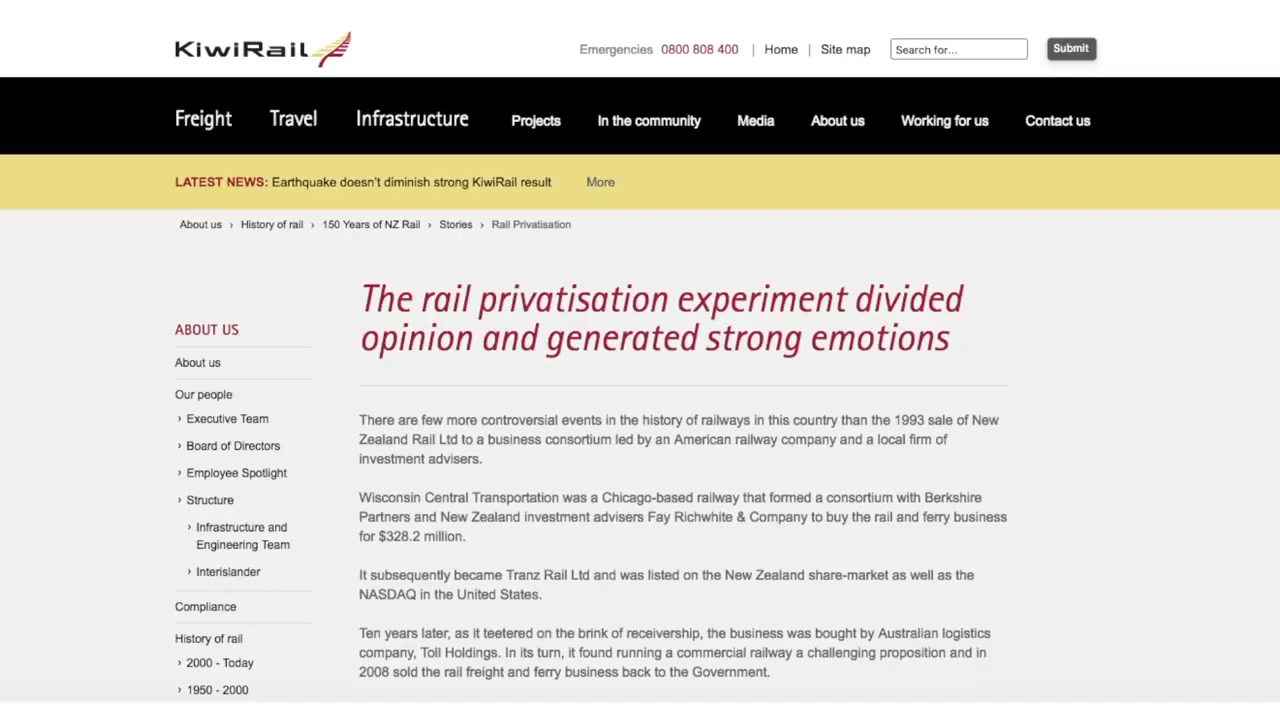 KiwiRail
Emergencies 0800 808 400 | Home | Site map Search for... Submit
Freight Travel Infrastructure Projects In the community Media About us Working for us Contact us
LATEST NEWS: Earthquake doesn't diminish strong KiwiRail result More
About us › History of rail › 150 Years of NZ Rail › Stories › Rail Privatisation
ABOUT US
About us
Our people
› Executive Team
› Board of Directors
› Employee Spotlight
› Structure
› Infrastructure and
Engineering Team
› Interislander
Compliance
History of rail
› 2000 - Today
› 1950 - 2000
The rail privatisation experiment divided
opinion and generated strong emotions
There are few more controversial events in the history of railways in this country than the 1993 sale of New
Zealand Rail Ltd to a business consortium led by an American railway company and a local firm of
investment advisers.
Wisconsin Central Transportation was a Chicago-based railway that formed a consortium with Berkshire
Partners and New Zealand investment advisers Fay Richwhite & Company to buy the rail and ferry business
for $328.2 million.
It subsequently became Tranz Rail Ltd and was listed on the New Zealand share-market as well as the
NASDAQ in the United States.
Ten years later, as it teetered on the brink of receivership, the business was bought by Australian logistics
company, Toll Holdings. In its turn, it found running a commercial railway a challenging proposition and in
2008 sold the rail freight and ferry business back to the Government.